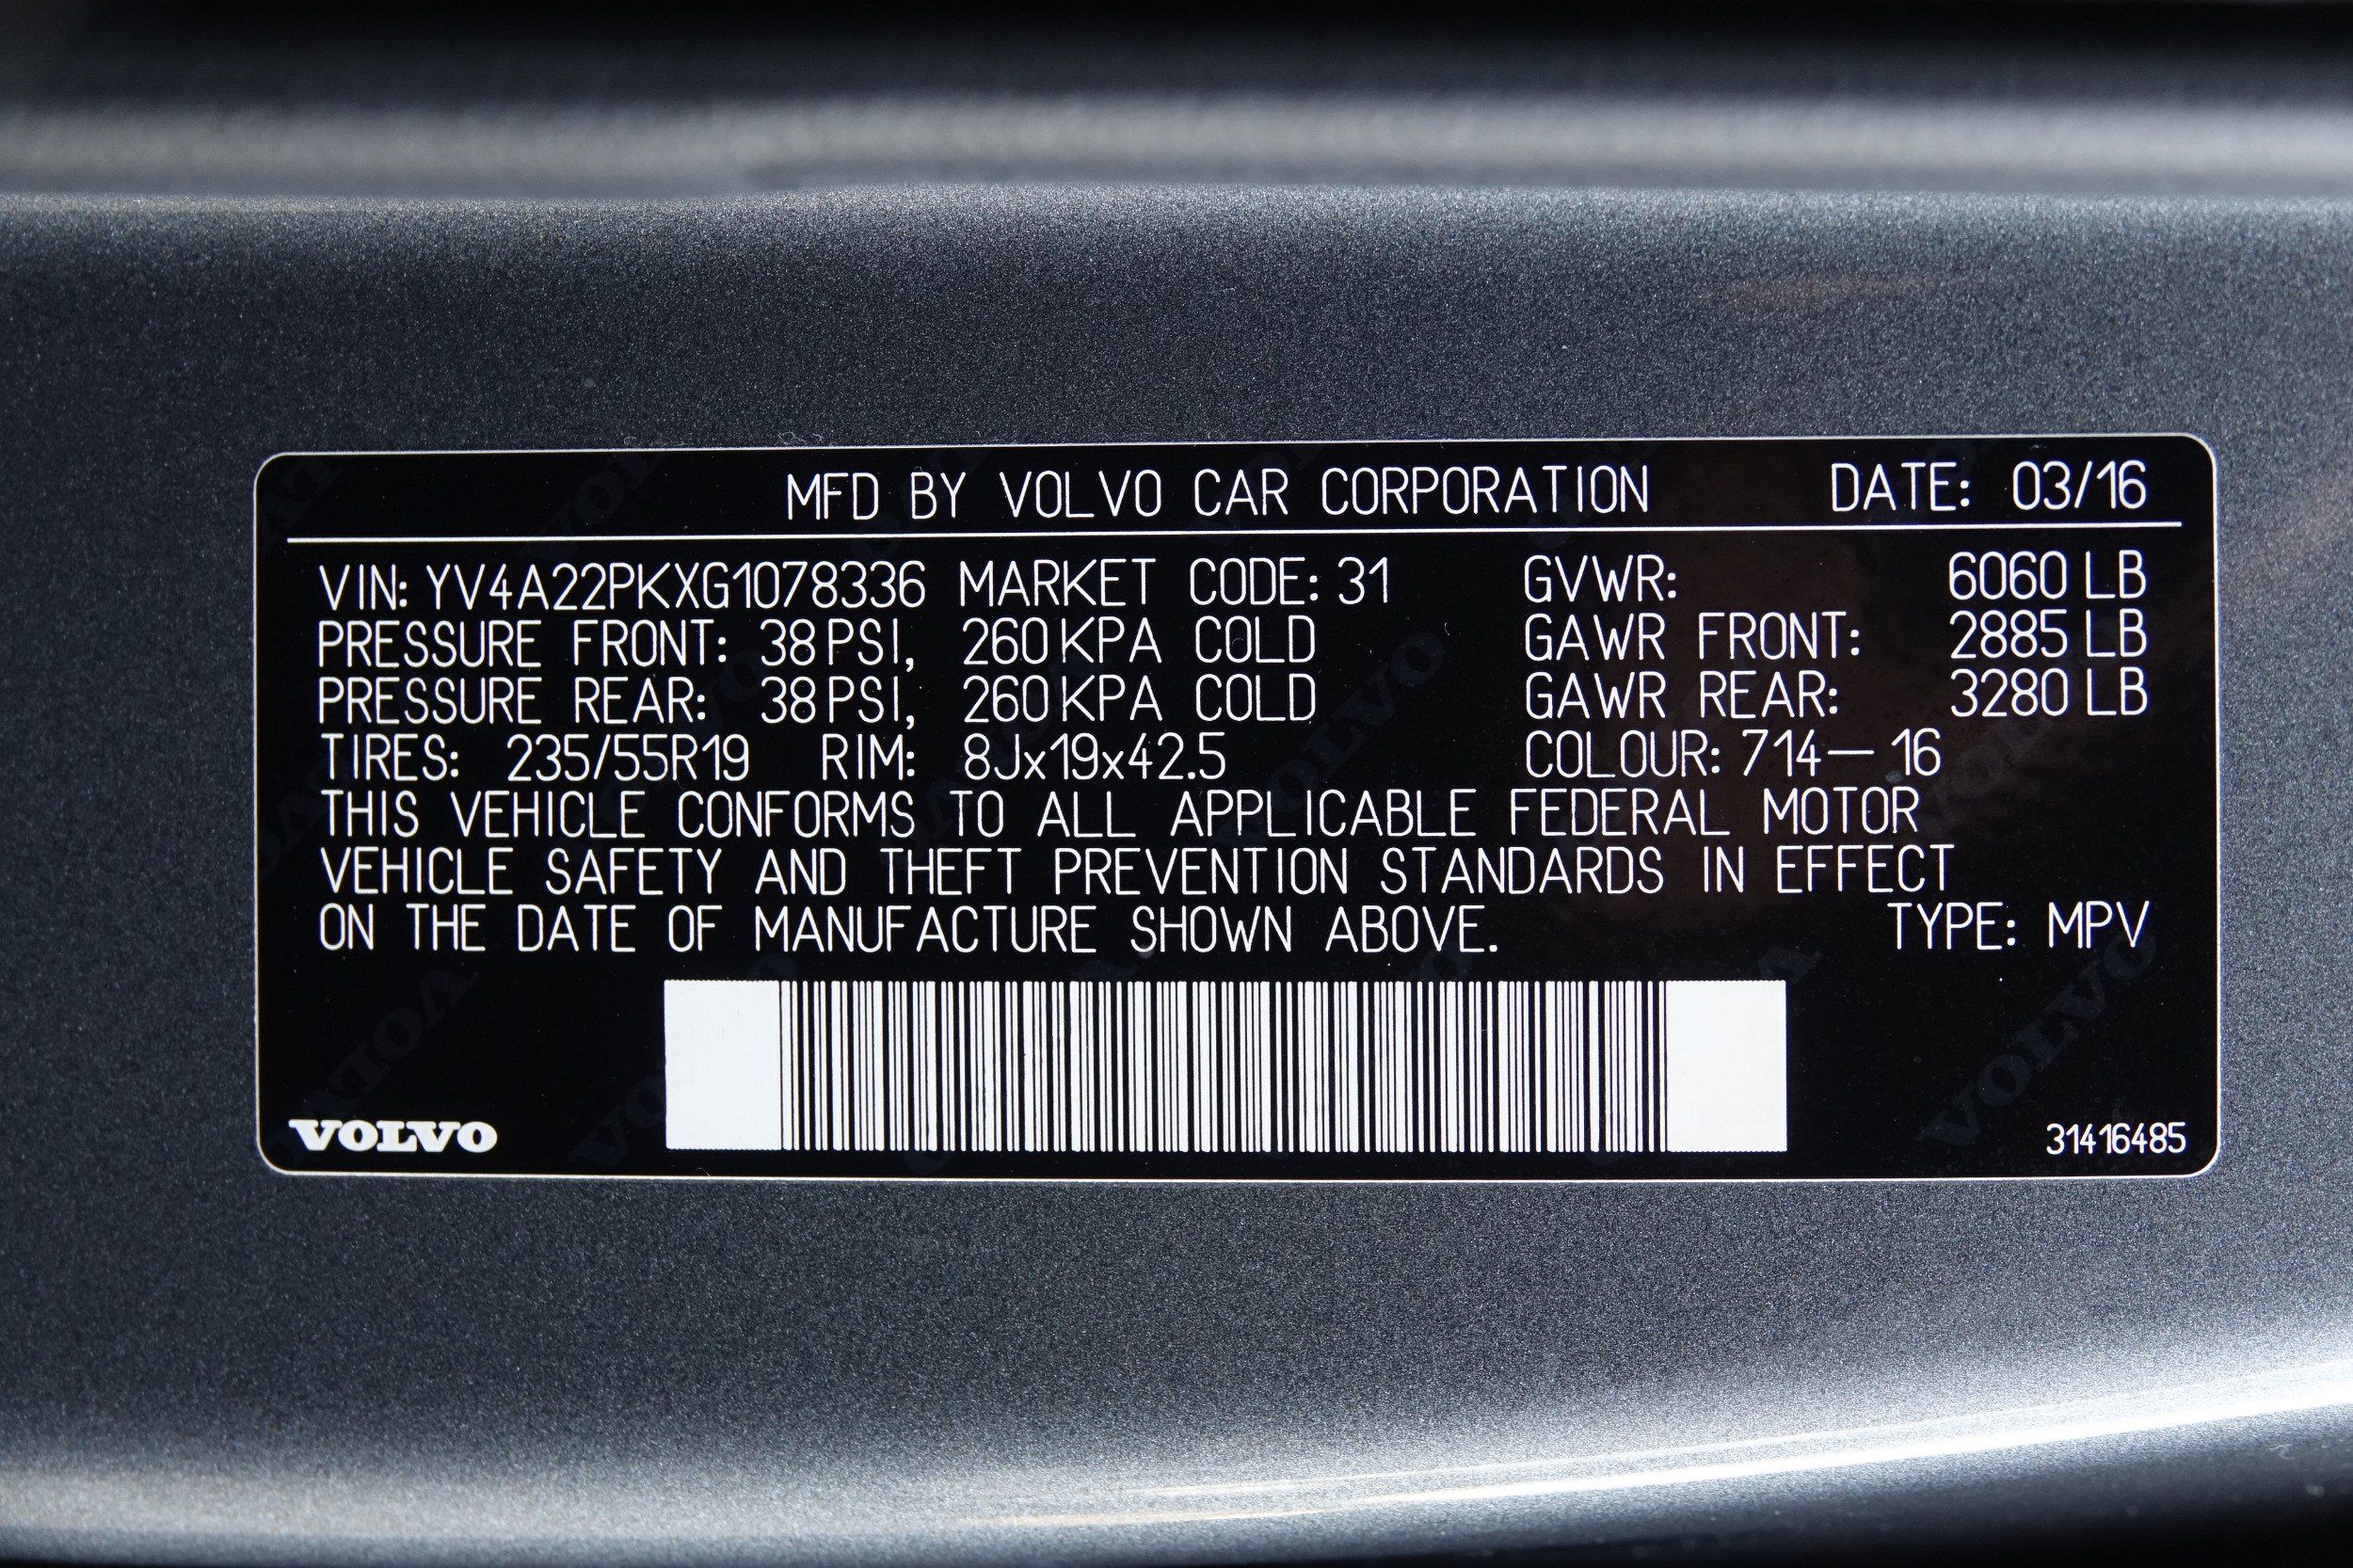 MFD BY VOLVO CAR CORPORATION DATE: 03/16
VIN: YV4A22PKXG1078336 MARKET CODE: 31 GVWR: 6060 LB
PRESSURE FRONT: 38 PSI, 260 KPA COLD GAWR FRONT: 2885 LB
PRESSURE REAR: 38 PSI, 260 KPA COLD GAWR REAR: 3280 LB
TIRES: 235/55R19 RIM: 8Jx19x42.5 COLOUR: 714-16
THIS VEHICLE CONFORMS TO ALL APPLICABLE FEDERAL MOTOR
VEHICLE SAFETY AND THEFT PREVENTION STANDARDS IN EFFECT
ON THE DATE OF MANUFACTURE SHOWN ABOVE. TYPE: MPV
VOLVO 31416485